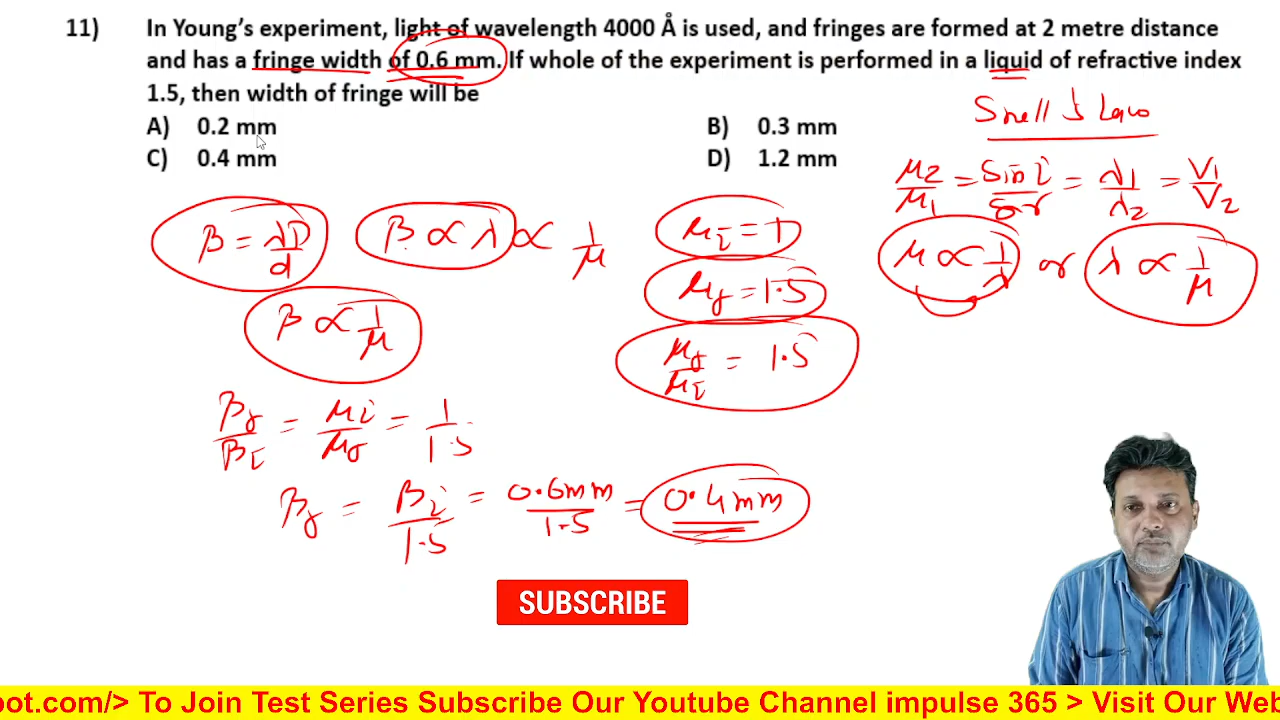 11) In Young's experiment, light of wavelength 4000 Å is used, and fringes are formed at 2 metre distance
and has a fringe width of 0.6 mm. If whole of the experiment is performed in a liquid of refractive index
1.5, then width of fringe will be
A) 0.2 mm B) 0.3 mm
C) 0.4 mm D) 1.2 mm
Snell's Law
μ2/μ1 = Sin i/Sin r = λ1/λ2 = V1/V2
β = λD/d β ∝ λ ∝ 1/μ μi = 1 μ ∝ 1/λ or λ ∝ 1/μ
μf = 1.5
β ∝ 1/μ
μf/μi = 1.5
βf/βi = μi/μf = 1/1.5
βf = βi/1.5 = 0.6mm/1.5 = 0.4mm
SUBSCRIBE
pot.com/> To Join Test Series Subscribe Our Youtube Channel impulse 365 > Visit Our Web